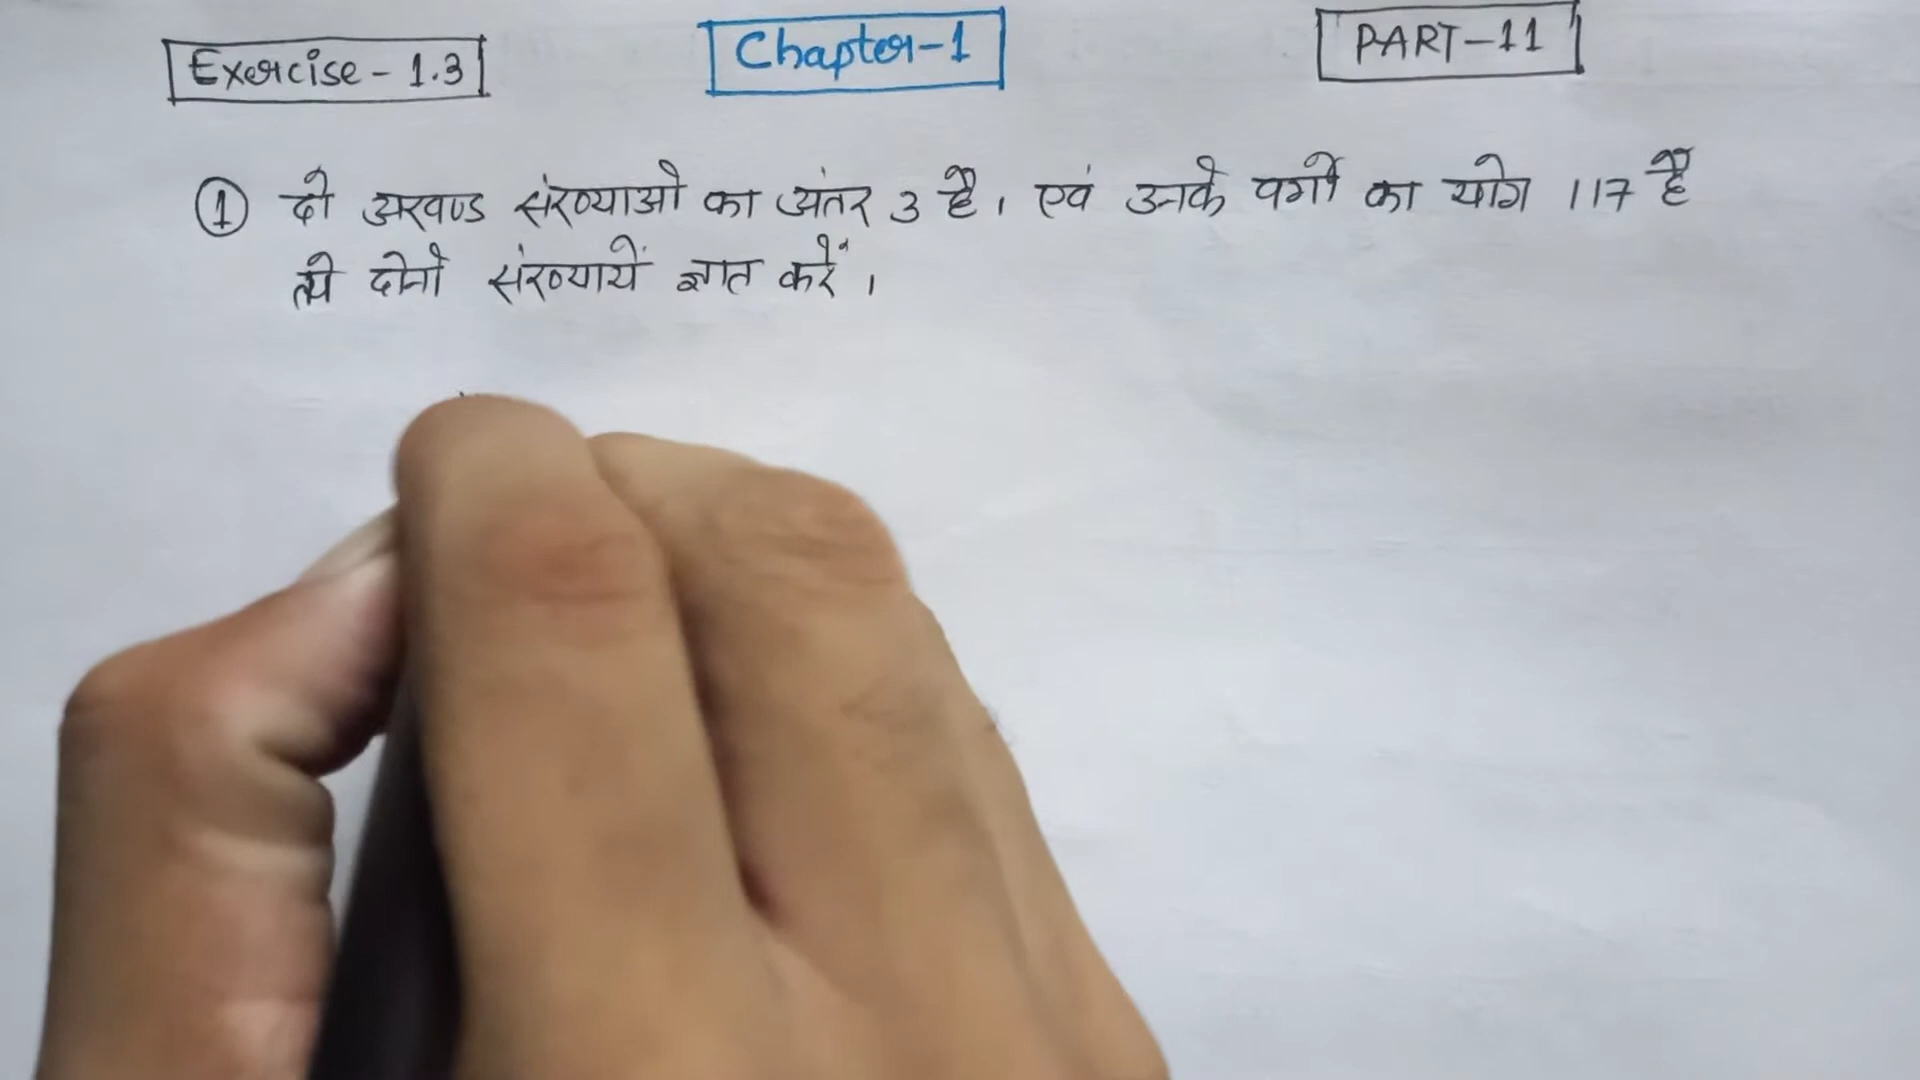 Exercise - 1.3
Chapter-1
PART-11
① दो अखण्ड संख्याओ का अंतर 3 है। एवं उनके वर्गो का योग 117 है
तो दोनो संख्यायें ज्ञात करें।